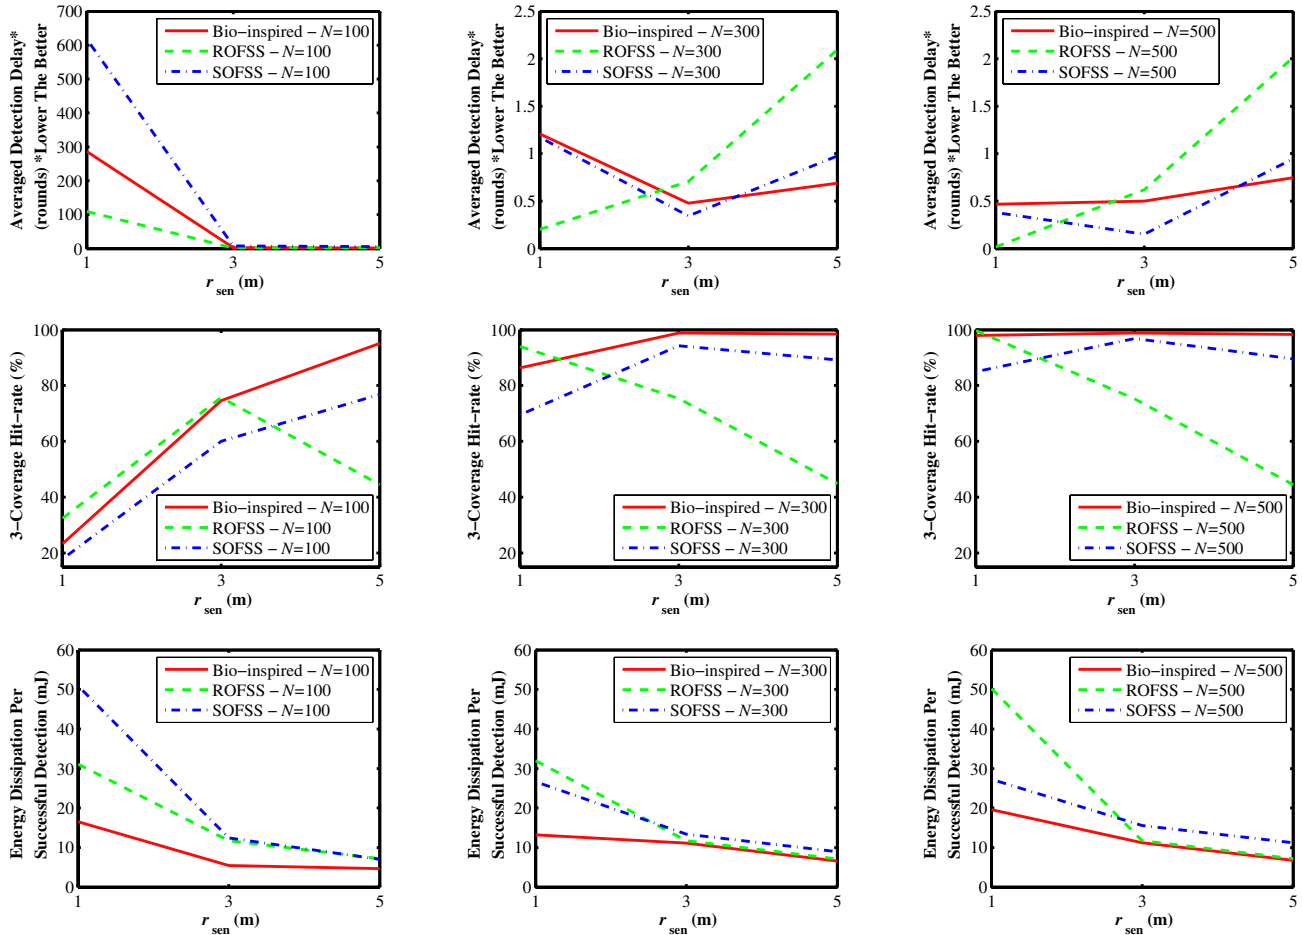 Averaged Detection Delay*
(rounds) *Lower The Better
700
600
500
400
300
200
100
0
Bio−inspired − N=100
ROFSS − N=100
SOFSS − N=100
1 3 5
r sen (m)
Averaged Detection Delay*
(rounds) *Lower The Better
2.5
2
1.5
1
0.5
0
Bio−inspired − N=300
ROFSS − N=300
SOFSS − N=300
1 3 5
r sen (m)
Averaged Detection Delay*
(rounds) *Lower The Better
2.5
2
1.5
1
0.5
0
Bio−inspired − N=500
ROFSS − N=500
SOFSS − N=500
1 3 5
r sen (m)
3−Coverage Hit−rate (%)
100
80
60
40
20
Bio−inspired − N=100
ROFSS − N=100
SOFSS − N=100
1 3 5
r sen (m)
3−Coverage Hit−rate (%)
100
80
60
40
20
Bio−inspired − N=300
ROFSS − N=300
SOFSS − N=300
1 3 5
r sen (m)
3−Coverage Hit−rate (%)
100
80
60
40
20
Bio−inspired − N=500
ROFSS − N=500
SOFSS − N=500
1 3 5
r sen (m)
Energy Dissipation Per
Successful Detection (mJ)
60
50
40
30
20
10
0
Bio−inspired − N=100
ROFSS − N=100
SOFSS − N=100
1 3 5
r sen (m)
Energy Dissipation Per
Successful Detection (mJ)
60
50
40
30
20
10
0
Bio−inspired − N=300
ROFSS − N=300
SOFSS − N=300
1 3 5
r sen (m)
Energy Dissipation Per
Successful Detection (mJ)
60
50
40
30
20
10
0
Bio−inspired − N=500
ROFSS − N=500
SOFSS − N=500
1 3 5
r sen (m)